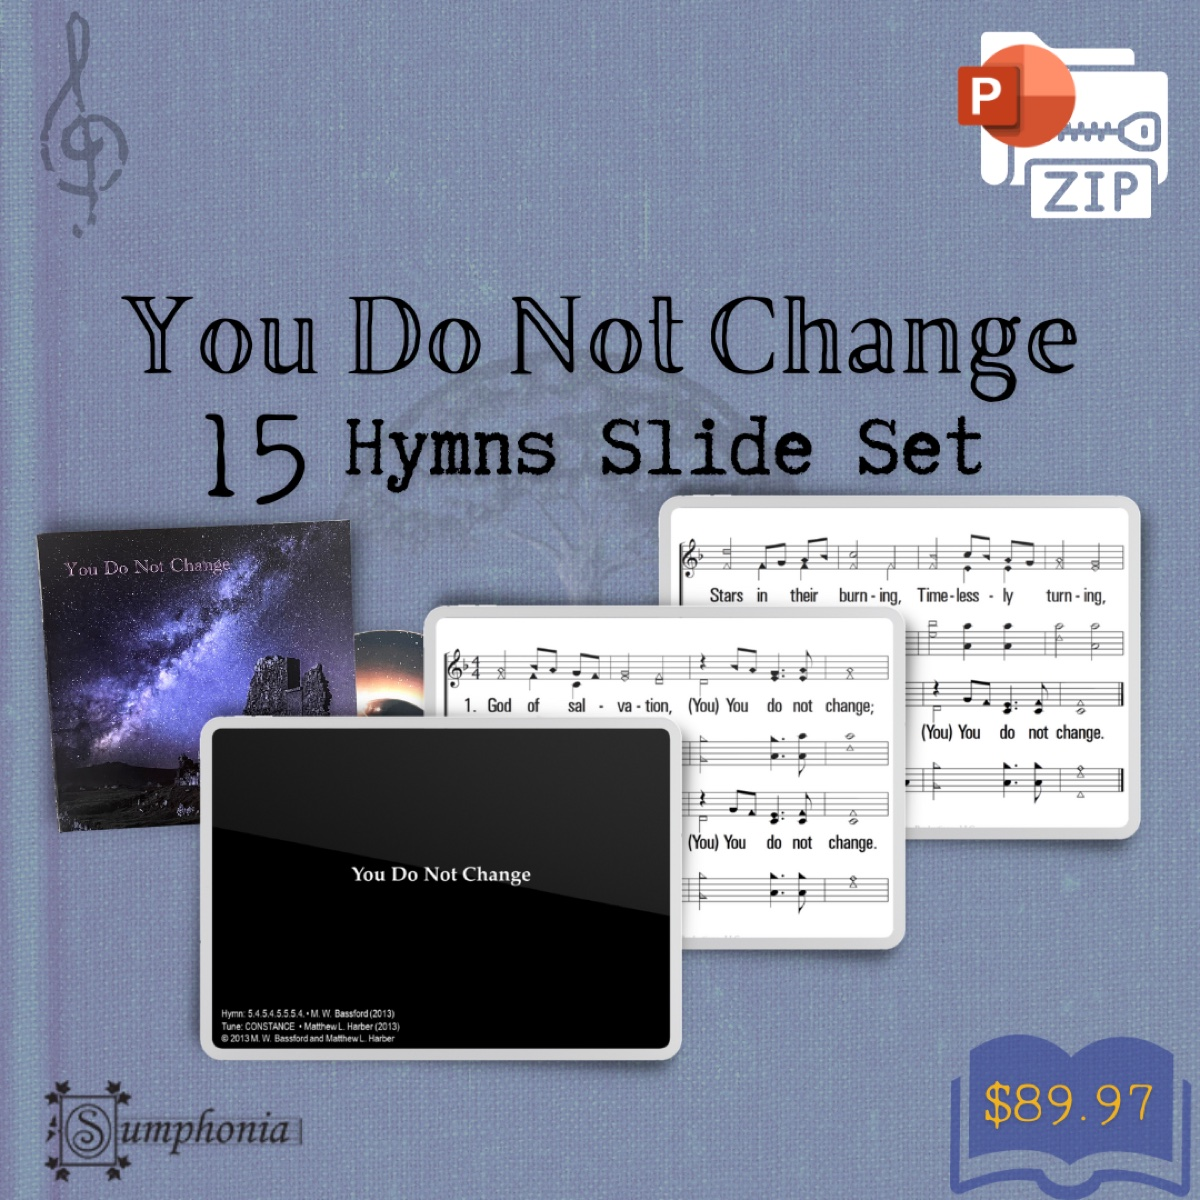 P
ZIP
You Do Not Change
15 Hymns Slide Set
You Do Not Change
Stars in their burn - ing, Time - less - ly turn - ing,
(You) You do not change.
4
4
1. God of sal - va - tion, (You) You do not change;
(You) You do not change.
You Do Not Change
Hymn: 5.4.5.4.5.5.5.4. • M. W. Bassford (2013)
Tune: CONSTANCE • Matthew L. Harber (2013)
© 2013 M. W. Bassford and Matthew L. Harber
Sumphonia
$89.97